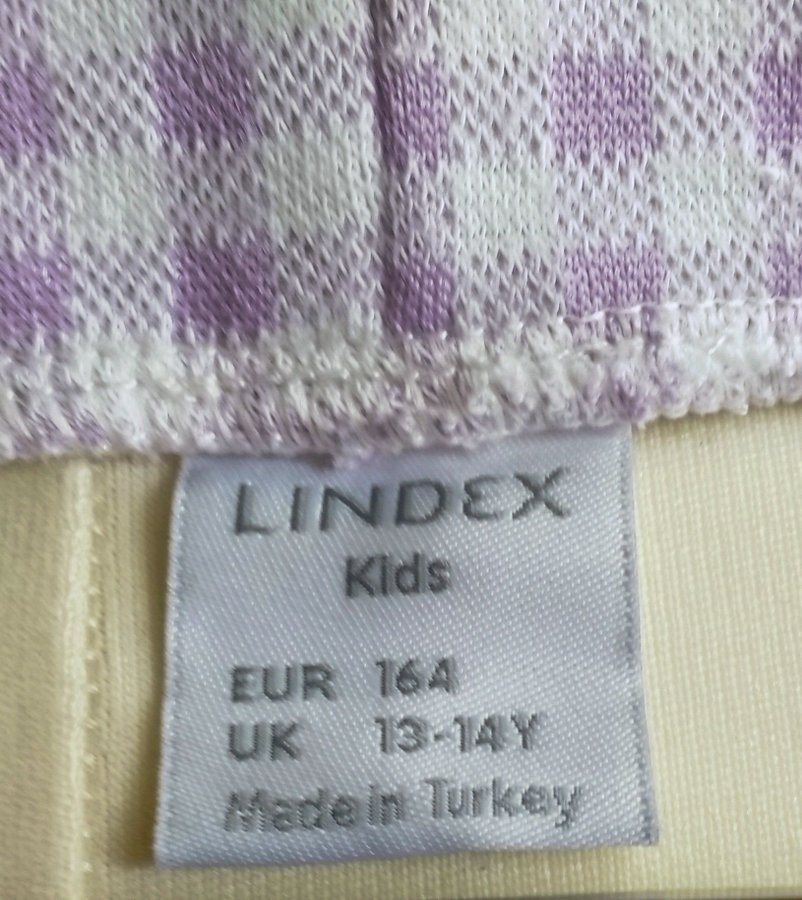 LINDEX
Kids
EUR 164
UK 13-14Y
Made in Turkey